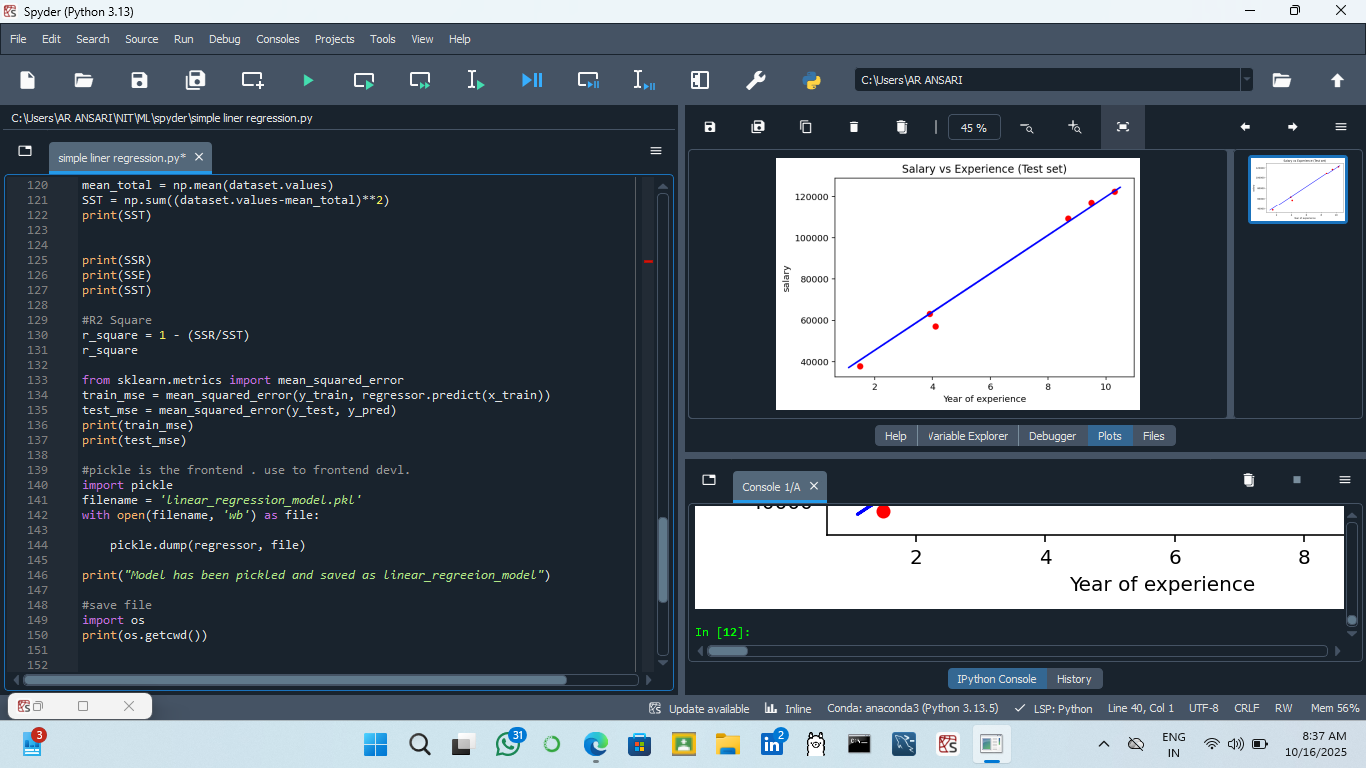 Spyder (Python 3.13)
File Edit Search Source Run Debug Consoles Projects Tools View Help
C:\Users\AR ANSARI
C:\Users\AR ANSARI\NIT\ML\spyder\simple liner regression.py
simple liner regression.py*
120 mean_total = np.mean(dataset.values)
121 SST = np.sum((dataset.values-mean_total)**2)
122 print(SST)
123
124
125 print(SSR)
126 print(SSE)
127 print(SST)
128
129 #R2 Square
130 r_square = 1 - (SSR/SST)
131 r_square
132
133 from sklearn.metrics import mean_squared_error
134 train_mse = mean_squared_error(y_train, regressor.predict(x_train))
135 test_mse = mean_squared_error(y_test, y_pred)
136 print(train_mse)
137 print(test_mse)
138
139 #pickle is the frontend . use to frontend devl.
140 import pickle
141 filename = 'linear_regression_model.pkl'
142 with open(filename, 'wb') as file:
143
144 pickle.dump(regressor, file)
145
146 print("Model has been pickled and saved as linear_regreeion_model")
147
148 #save file
149 import os
150 print(os.getcwd())
151
152
45 %
Salary vs Experience (Test set)
120000
100000
80000
60000
40000
salary
2 4 6 8 10
Year of experience
Help Variable Explorer Debugger Plots Files
Console 1/A
2 4 6 8
Year of experience
In [12]:
IPython Console History
Update available Inline Conda: anaconda3 (Python 3.13.5) LSP: Python Line 40, Col 1 UTF-8 CRLF RW Mem 56%
3
31
2
ENG
IN
8:37 AM
10/16/2025